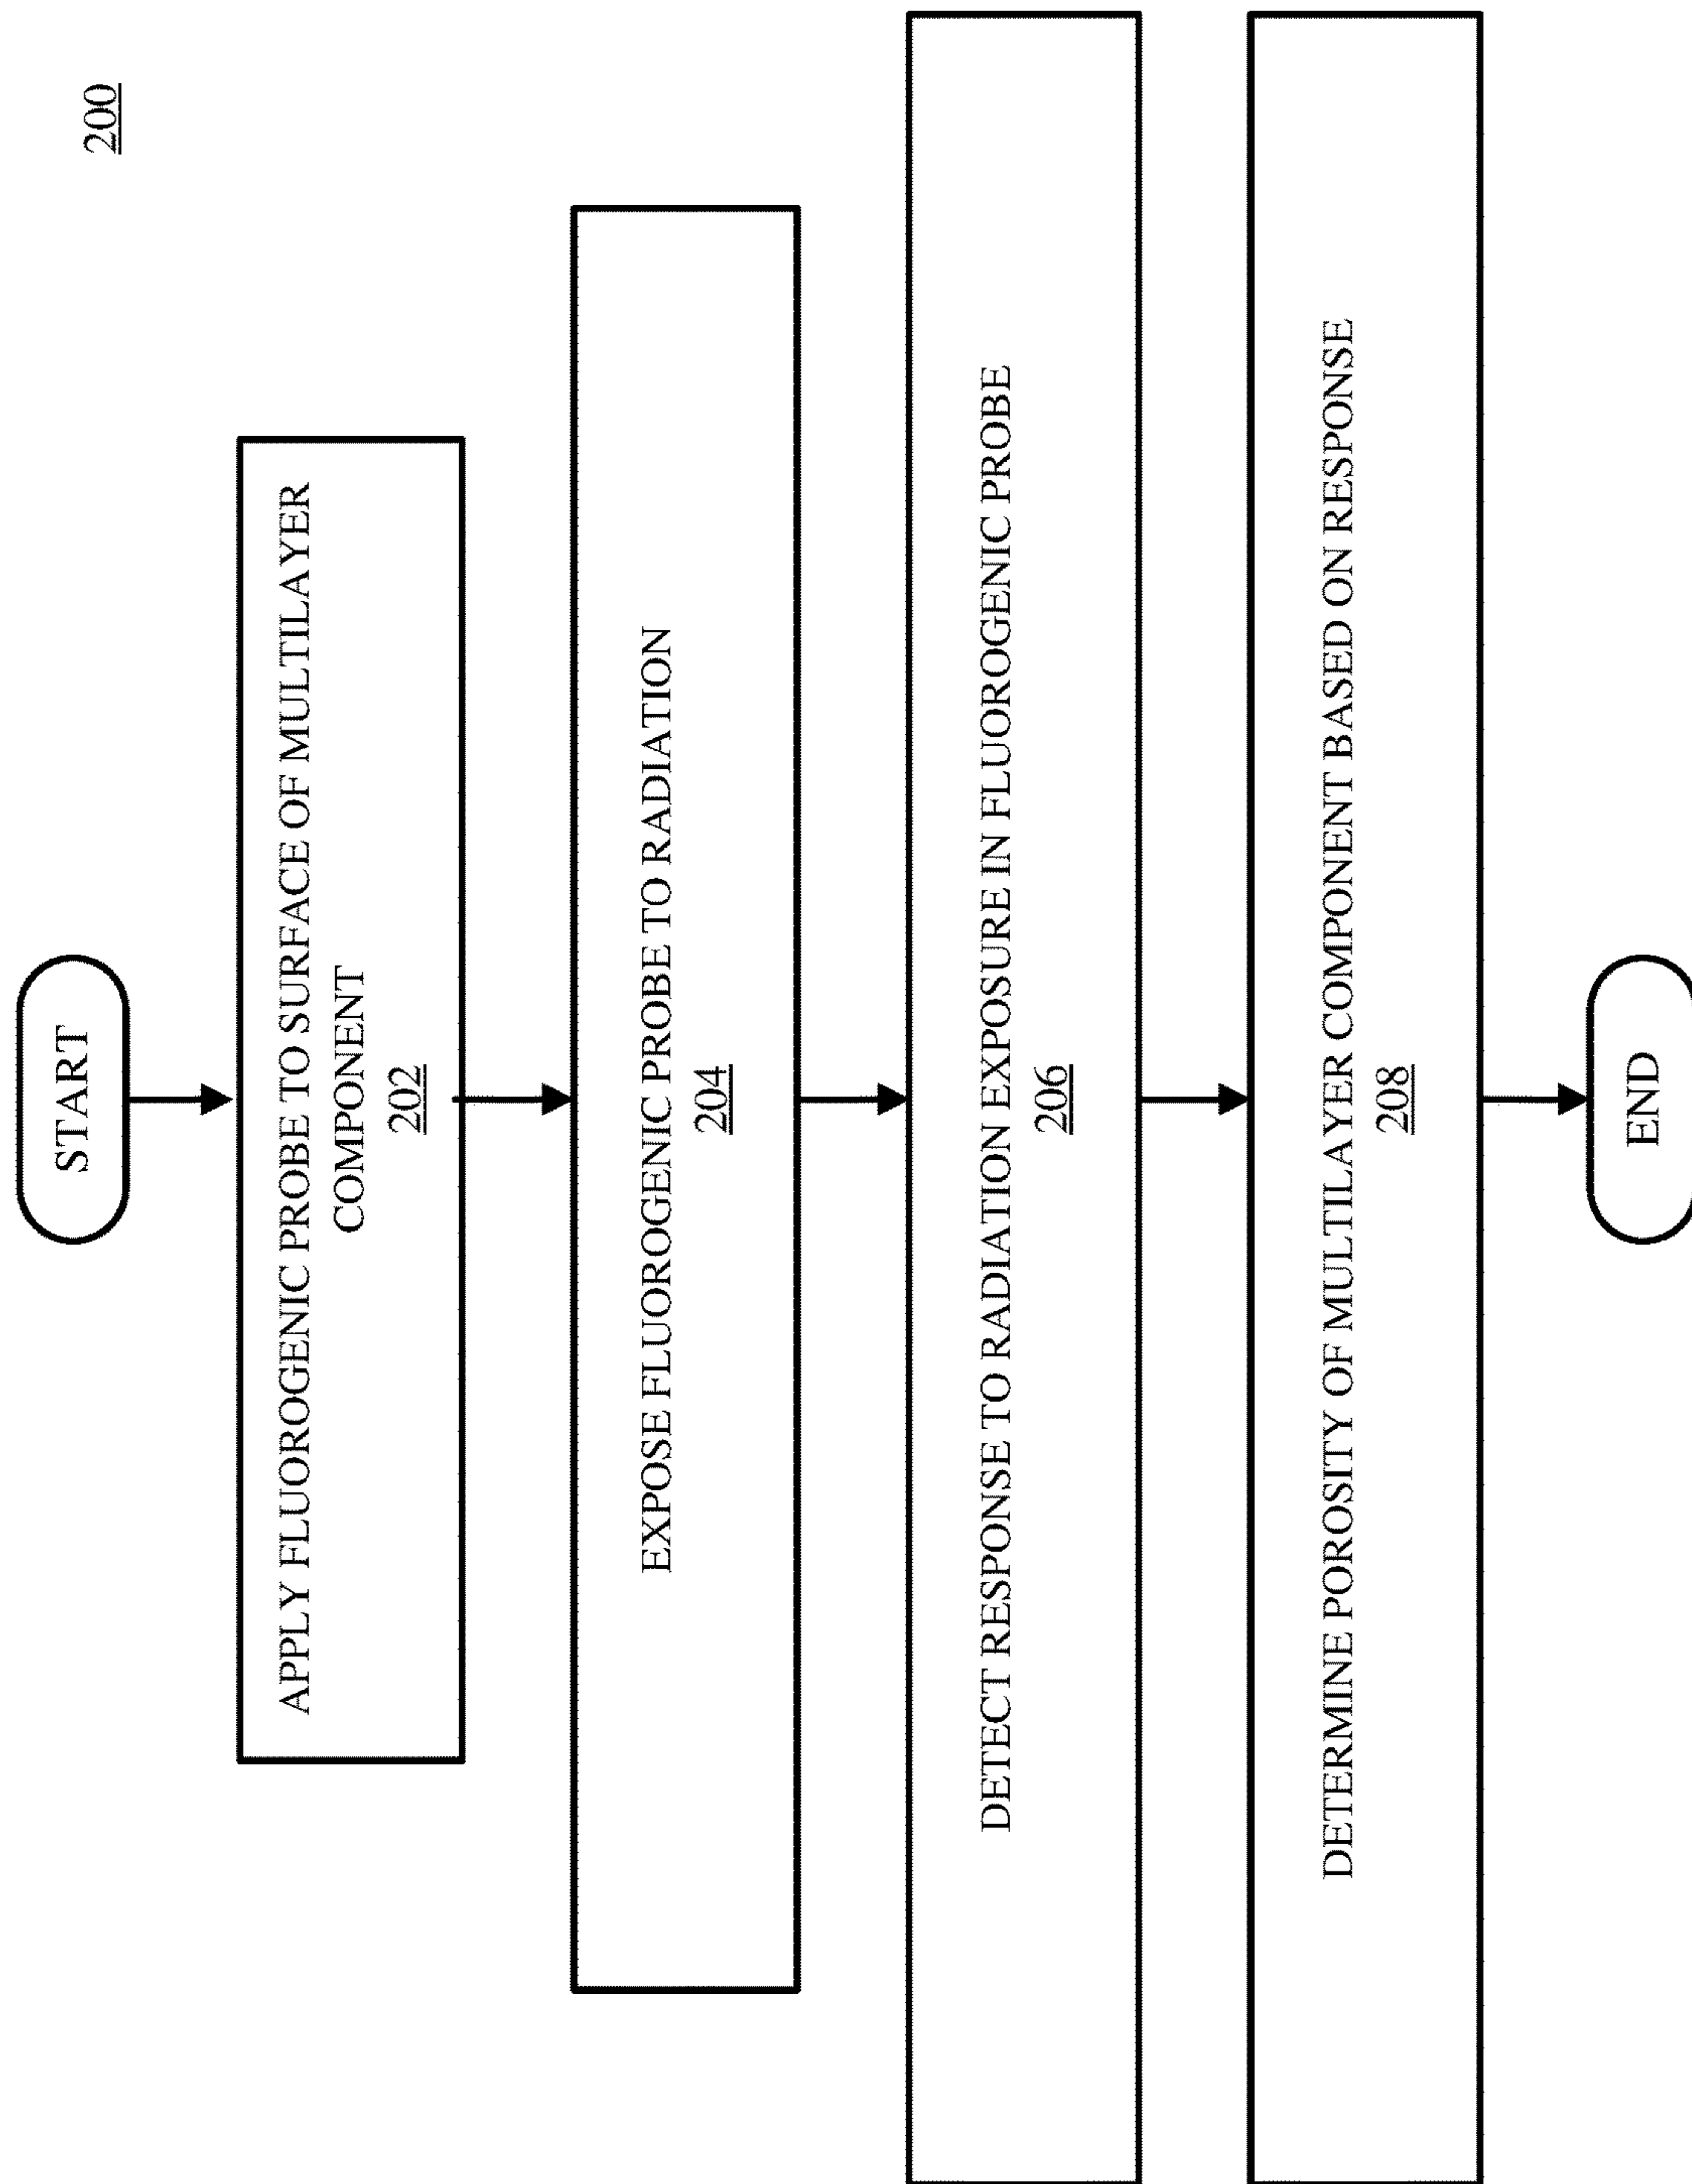 200
START
APPLY FLUOROGENIC PROBE TO SURFACE OF MULTILAYER
COMPONENT
202
EXPOSE FLUOROGENIC PROBE TO RADIATION
204
DETECT RESPONSE TO RADIATION EXPOSURE IN FLUOROGENIC PROBE
206
DETERMINE POROSITY OF MULTILAYER COMPONENT BASED ON RESPONSE
208
END